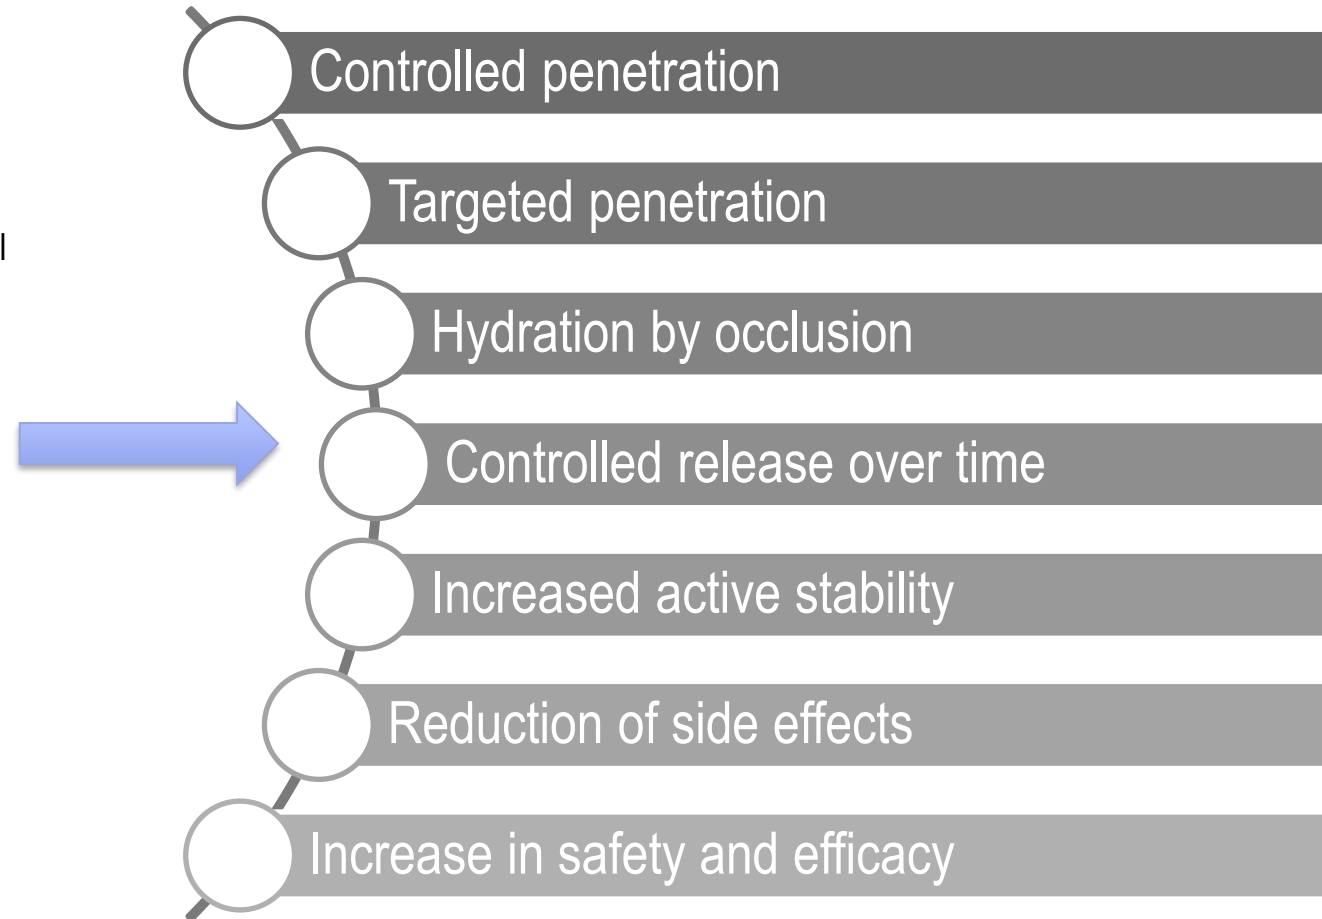 Controlled penetration
Targeted penetration
Hydration by occlusion
Controlled release over time
Increased active stability
Reduction of side effects
Increase in safety and efficacy